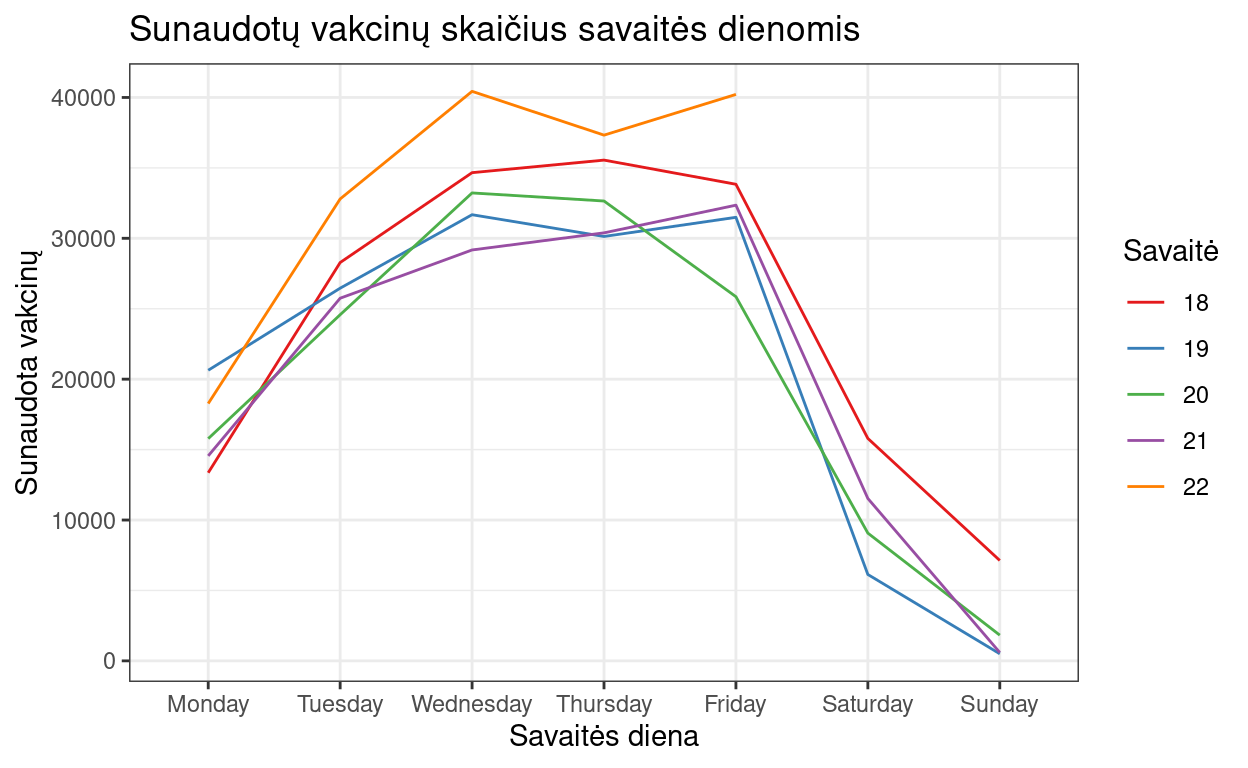 Sunaudotų vakcinų skaičius savaitės dienomis
Sunaudota vakcinų
40000
30000
20000
10000
0
Monday Tuesday Wednesday Thursday Friday Saturday Sunday
Savaitės diena
Savaitė
18
19
20
21
22